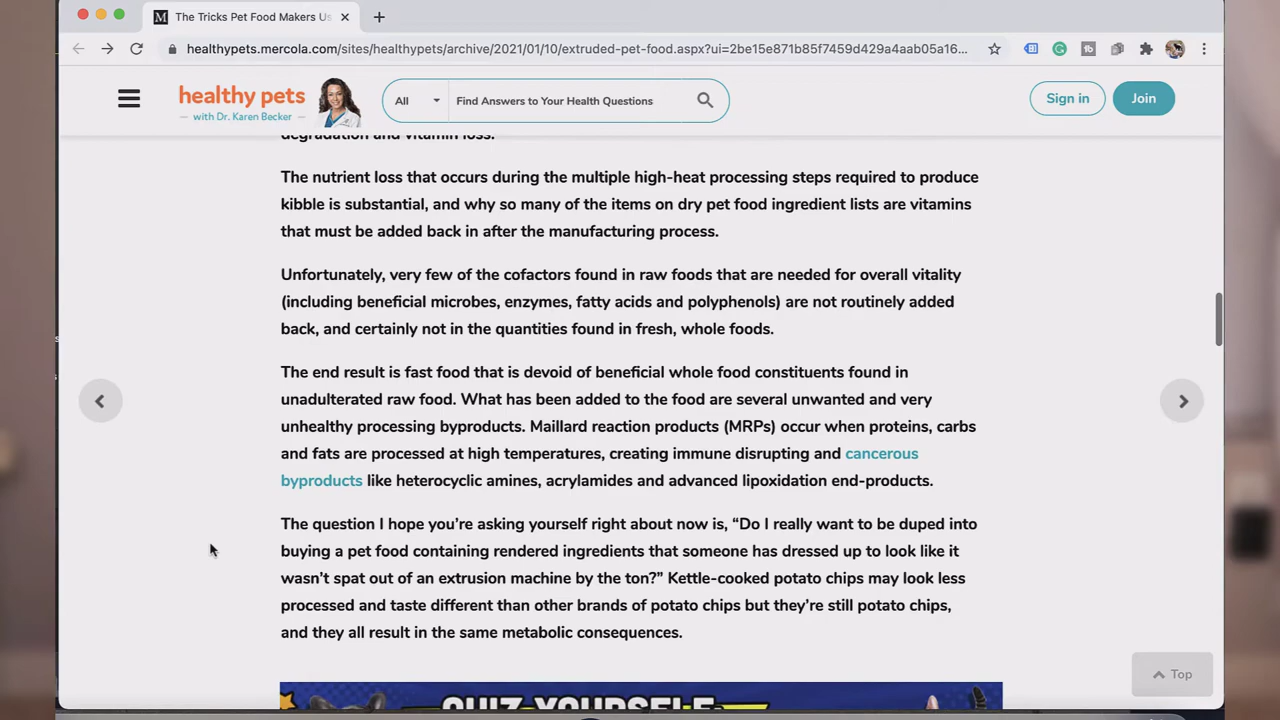 The Tricks Pet Food Makers Us
healthypets.mercola.com/sites/healthypets/archive/2021/01/10/extruded-pet-food.aspx?ui=2be15e871b85f7459d429a4aab05a16...
healthy pets
with Dr. Karen Becker
All
Find Answers to Your Health Questions
Sign in
Join
degradation and vitamin loss.
The nutrient loss that occurs during the multiple high-heat processing steps required to produce
kibble is substantial, and why so many of the items on dry pet food ingredient lists are vitamins
that must be added back in after the manufacturing process.
Unfortunately, very few of the cofactors found in raw foods that are needed for overall vitality
(including beneficial microbes, enzymes, fatty acids and polyphenols) are not routinely added
back, and certainly not in the quantities found in fresh, whole foods.
The end result is fast food that is devoid of beneficial whole food constituents found in
unadulterated raw food. What has been added to the food are several unwanted and very
unhealthy processing byproducts. Maillard reaction products (MRPs) occur when proteins, carbs
and fats are processed at high temperatures, creating immune disrupting and cancerous
byproducts like heterocyclic amines, acrylamides and advanced lipoxidation end-products.
The question I hope you're asking yourself right about now is, “Do I really want to be duped into
buying a pet food containing rendered ingredients that someone has dressed up to look like it
wasn't spat out of an extrusion machine by the ton?” Kettle-cooked potato chips may look less
processed and taste different than other brands of potato chips but they're still potato chips,
and they all result in the same metabolic consequences.
Top
QUIZ YOURSELF